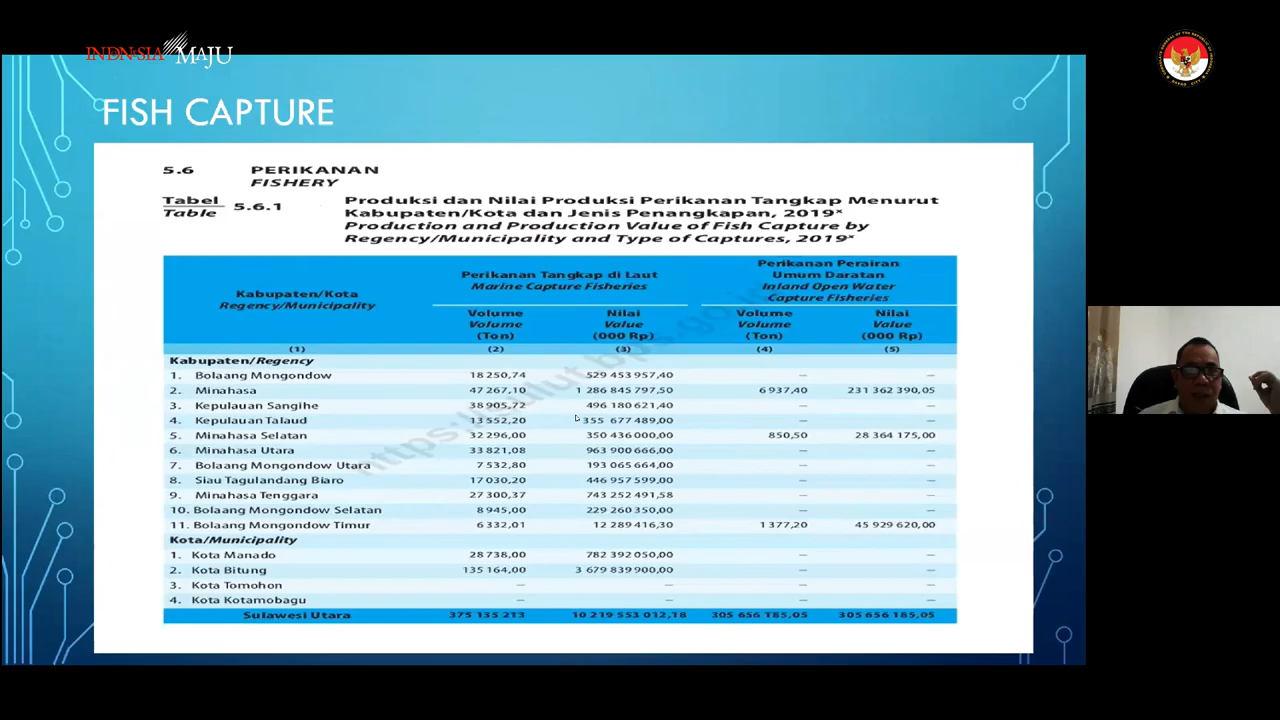 INDONESIA MAJU
FISH CAPTURE
5.6 PERIKANAN
FISHERY
Tabel
Table
5.6.1
Produksi dan Nilai Produksi Perikanan Tangkap Menurut
Kabupaten/Kota dan Jenis Penangkapan, 2019*
Production and Production Value of Fish Capture by
Regency/Municipality and Type of Captures, 2019*
Kabupaten/Kota
Regency/Municipality
Perikanan Tangkap di Laut
Marine Capture Fisheries
Perikanan Perairan
Umum Daratan
Inland Open Water
Capture Fisheries
Volume Nilai Volume Nilai
Volume Value Volume Value
(Ton) (000 Rp) (Ton) (000 Rp)
(1) (2) (3) (4) (5)
Kabupaten/Regency
1. Bolaang Mongondow 18 250,74 529 453 957,40 — —
2. Minahasa 47 267,10 1 286 845 797,50 6 937,40 231 362 390,05
3. Kepulauan Sangihe 38 905,72 496 180 621,40 — —
4. Kepulauan Talaud 13 552,20 355 677 489,00 — —
5. Minahasa Selatan 32 296,00 350 436 000,00 850,50 28 364 175,00
6. Minahasa Utara 33 821,08 963 900 666,00 — —
7. Bolaang Mongondow Utara 7 532,80 193 065 664,00 — —
8. Siau Tagulandang Biaro 17 030,20 446 957 599,00 — —
9. Minahasa Tenggara 27 300,37 743 252 491,58 — —
10. Bolaang Mongondow Selatan 8 945,00 229 260 350,00 — —
11. Bolaang Mongondow Timur 6 332,01 12 289 416,30 1 377,20 45 929 620,00
Kota/Municipality
1. Kota Manado 28 738,00 782 392 050,00 — —
2. Kota Bitung 135 164,00 3 679 839 900,00 — —
3. Kota Tomohon — — — —
4. Kota Kotamobagu — — — —
Sulawesi Utara 375 135 213 10 219 553 012,18 305 656 185,05 305 656 185,05